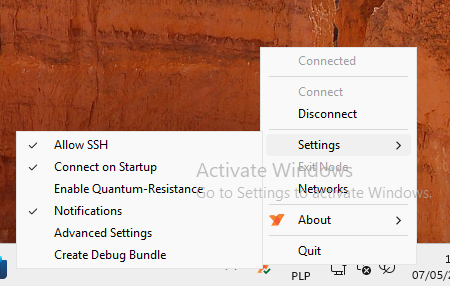 Connected
Connect
Disconnect
Settings
Exit Node
Networks
About
Quit
Allow SSH
Connect on Startup
Enable Quantum-Resistance
Notifications
Advanced Settings
Create Debug Bundle
Activate Windows
Go to Settings to activate Windows.
PLP
1
07/05/2